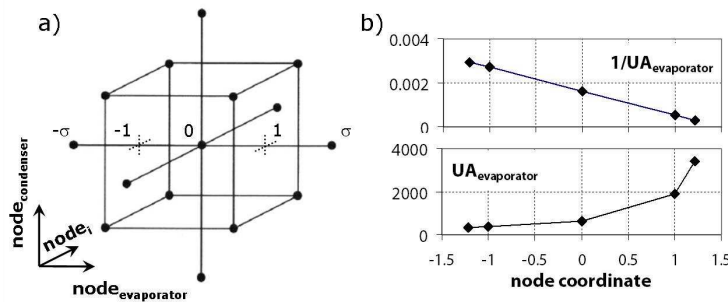 a)
-σ -1 0 1 σ
node_condenser
node_i
node_evaporator
b)
0.004
0.002
0
1/UA_evaporator
4000
2000
0
UA_evaporator
-1.5 -1 -0.5 0 0.5 1 1.5
node coordinate